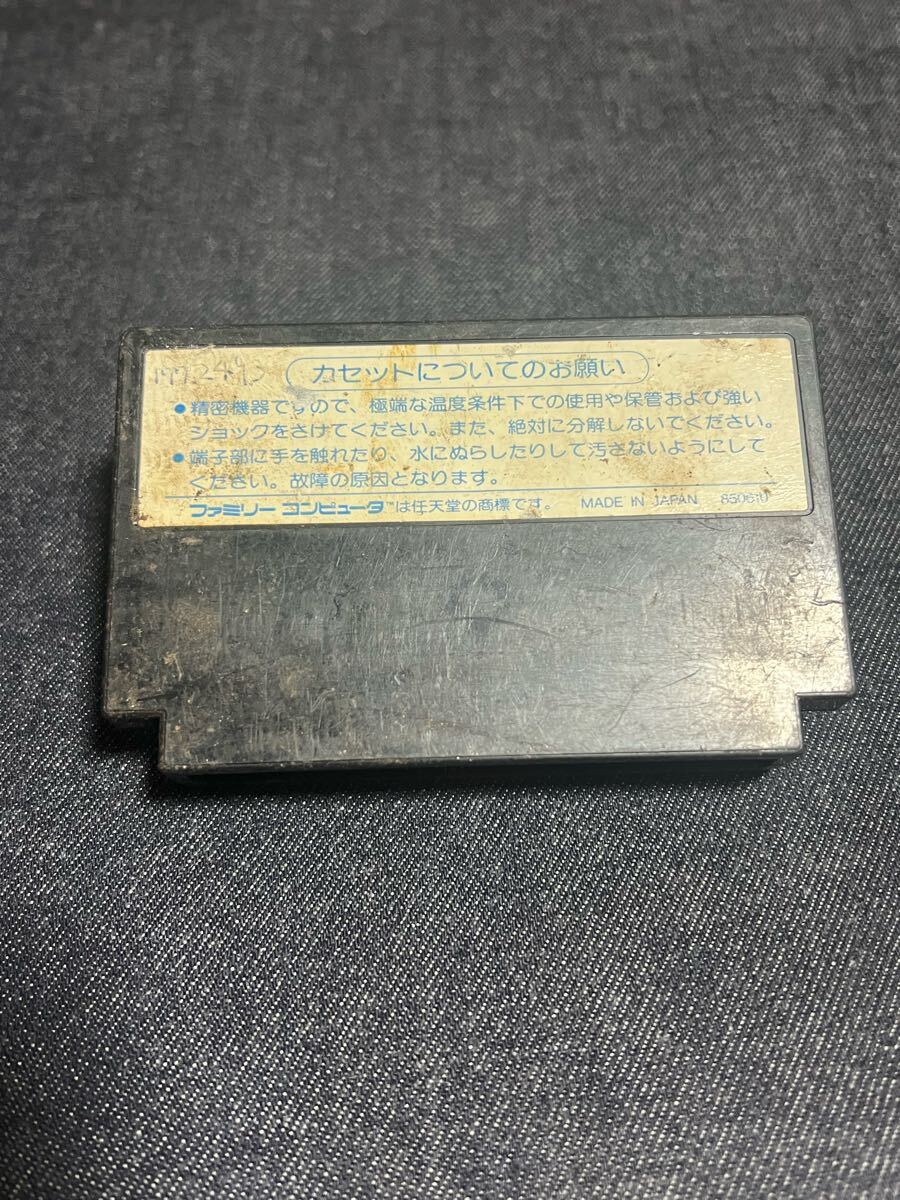 カセットについてのお願い
●精密機器ですので、極端な温度条件下での使用や保管および強い
ショックをさけてください。また、絶対に分解しないでください。
●端子部に手を触れたり、水にぬらしたりして汚さないようにして
ください。故障の原因となります。
ファミリー コンピュータ™は任天堂の商標です。 MADE IN JAPAN 850610